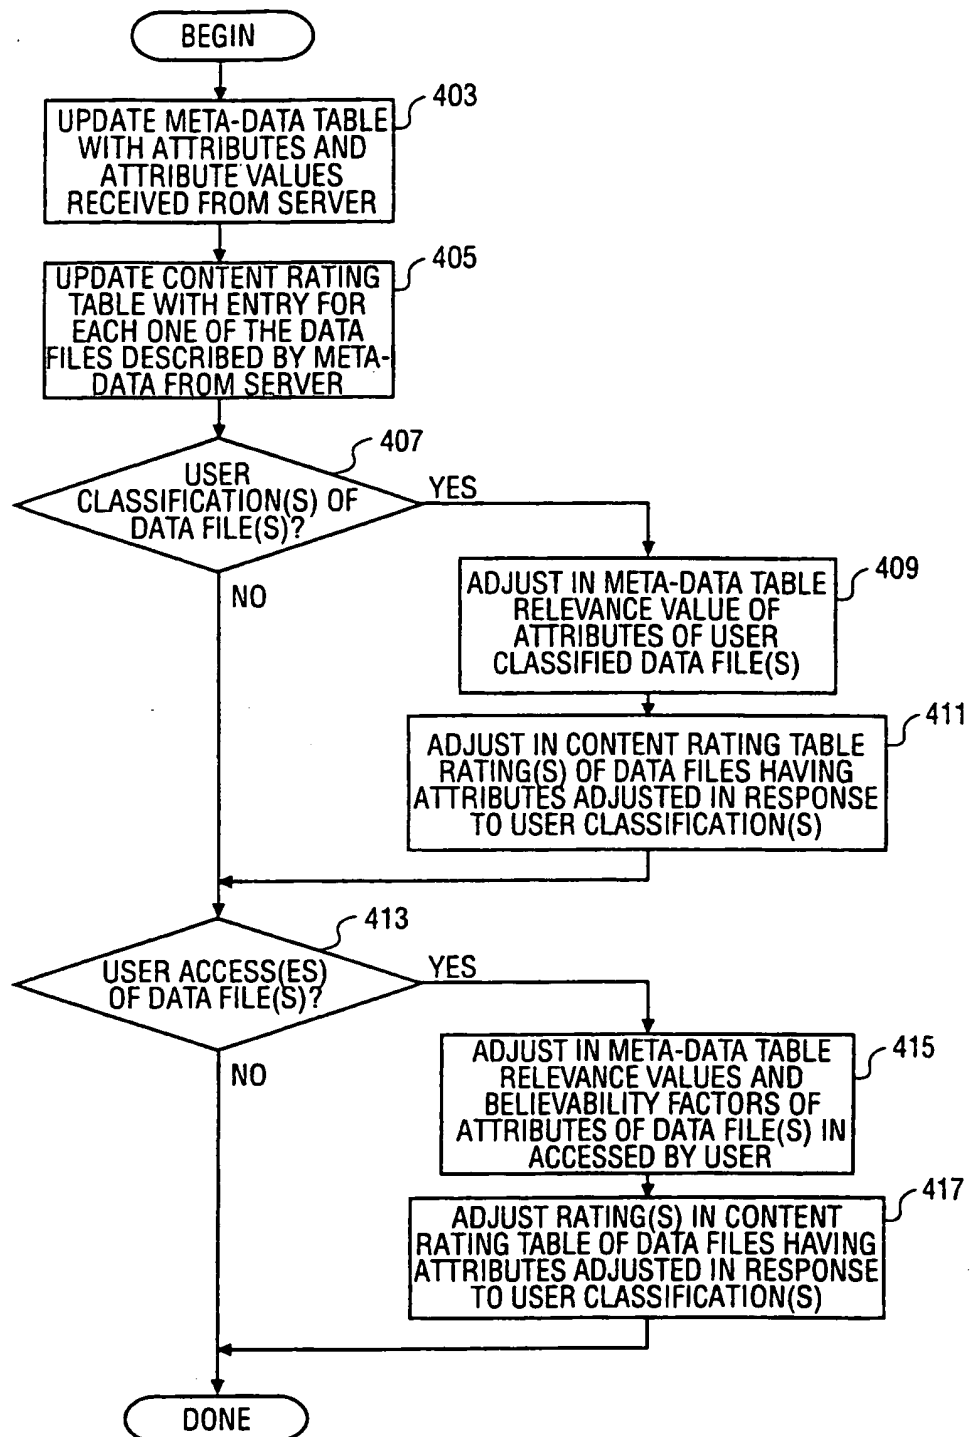 BEGIN
403
UPDATE META-DATA TABLE
WITH ATTRIBUTES AND
ATTRIBUTE VALUES
RECEIVED FROM SERVER
405
UPDATE CONTENT RATING
TABLE WITH ENTRY FOR
EACH ONE OF THE DATA
FILES DESCRIBED BY META-
DATA FROM SERVER
407
USER
CLASSIFICATION(S) OF
DATA FILE(S)?
YES
NO
409
ADJUST IN META-DATA TABLE
RELEVANCE VALUE OF
ATTRIBUTES OF USER
CLASSIFIED DATA FILE(S)
411
ADJUST IN CONTENT RATING TABLE
RATING(S) OF DATA FILES HAVING
ATTRIBUTES ADJUSTED IN RESPONSE
TO USER CLASSIFICATION(S)
413
USER ACCESS(ES)
OF DATA FILE(S)?
YES
NO
415
ADJUST IN META-DATA TABLE
RELEVANCE VALUES AND
BELIEVABILITY FACTORS OF
ATTRIBUTES OF DATA FILE(S) IN
ACCESSED BY USER
417
ADJUST RATING(S) IN CONTENT
RATING TABLE OF DATA FILES HAVING
ATTRIBUTES ADJUSTED IN RESPONSE
TO USER CLASSIFICATION(S)
DONE